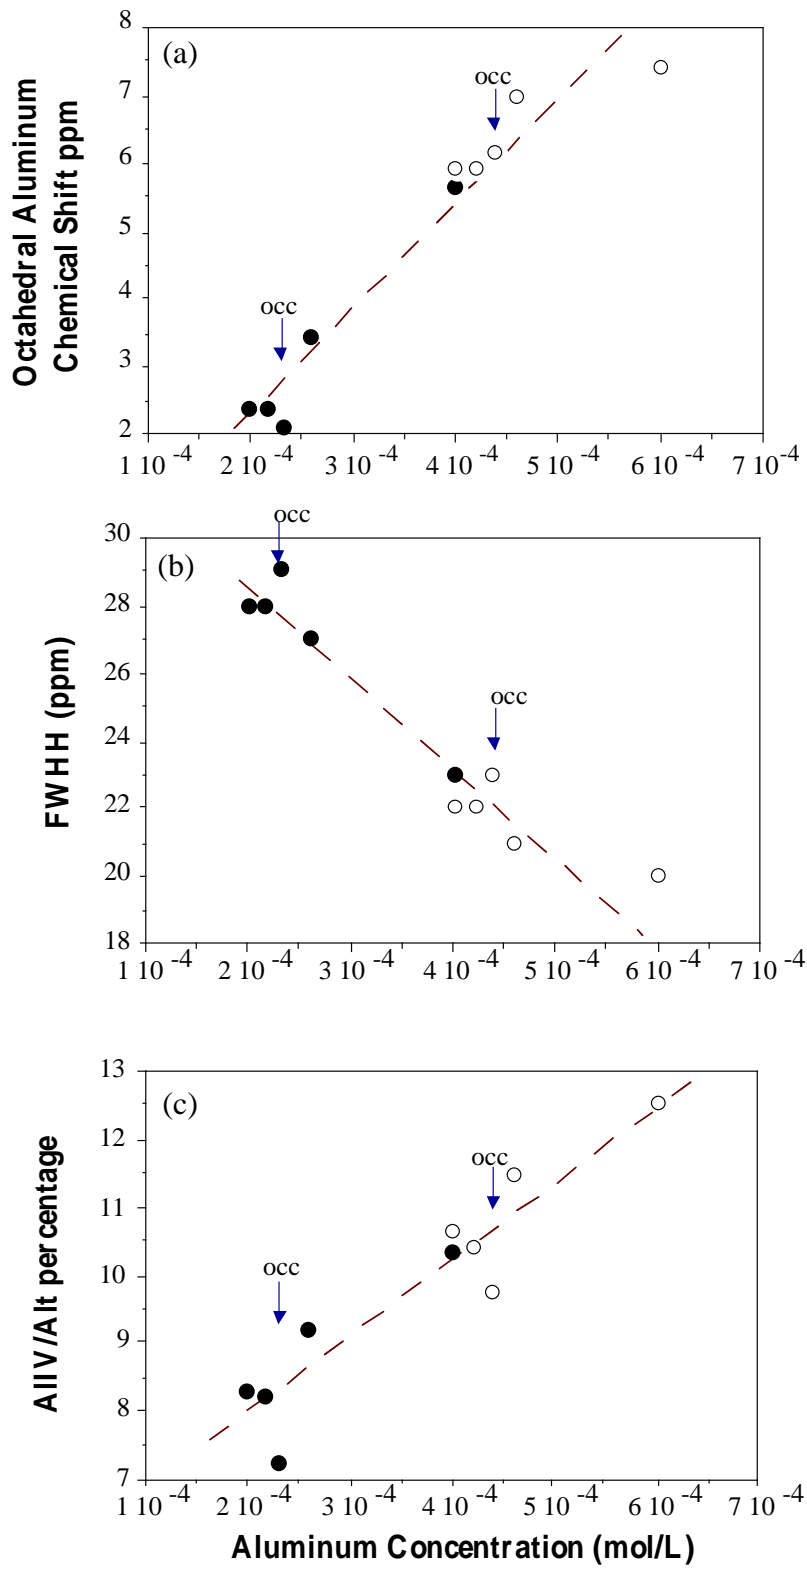 8
(a)
occ
7
6
5
4
occ
3
2
Octahedral Aluminum
Chemical Shift ppm
1 10 -4 2 10 -4 3 10 -4 4 10 -4 5 10 -4 6 10 -4 7 10 -4
occ
30
(b)
28
26
occ
24
22
20
18
FWHH (ppm)
1 10 -4 2 10 -4 3 10 -4 4 10 -4 5 10 -4 6 10 -4 7 10 -4
13
(c)
12
occ
11
10
occ
9
8
7
AlIV/Alt percentage
1 10 -4 2 10 -4 3 10 -4 4 10 -4 5 10 -4 6 10 -4 7 10 -4
Aluminum Concentration (mol/L)